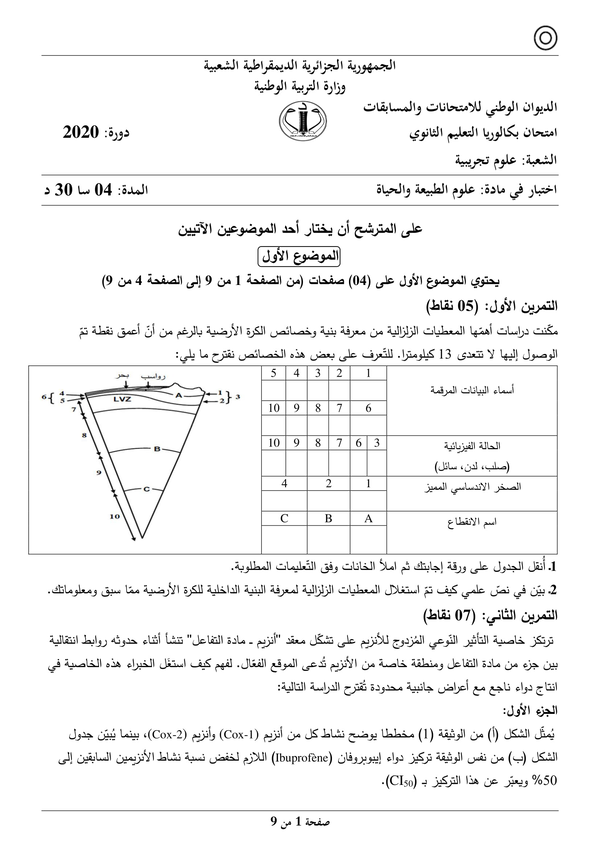 الجمهورية الجزائرية الديمقراطية الشعبية
وزارة التربية الوطنية
الديوان الوطني للامتحانات والمسابقات
امتحان بكالوريا التعليم الثانوي
دورة: 2020
الشعبة: علوم تجريبية
اختبار في مادة: علوم الطبيعة والحياة
المدة: 04 سا و30 د
على المترشح أن يختار أحد الموضوعين الآتيين
الموضوع الأول
يحتوي الموضوع الأول على (04) صفحات (من الصفحة 1 من 9 إلى الصفحة 4 من 9)
التمرين الأول: (05 نقاط)
مكّنت دراسات أهمّها المعطيات الزلزالية من معرفة بنية وخصائص الكرة الأرضية بالرغم من أنّ أعمق نقطة تمّ
الوصول إليها لا تتعدى 13 كيلومترا. للتّعرف على بعض هذه الخصائص نقترح ما يلي:
رواسب بحر
6 4 5 7 8 9 10
LVZ A B C
1 2 3
5 4 3 2 1
أسماء البيانات المرقمة
10 9 8 7 6
10 9 8 7 6 3
الحالة الفيزيائية
(صلب، لدن، سائل)
4 2 1
الصخر الاندساسي المميز
C B A
اسم الانقطاع
1. أُنقل الجدول على ورقة إجابتك ثم املأ الخانات وفق التّعليمات المطلوبة.
2. بيّن في نصّ علمي كيف تمّ استغلال المعطيات الزلزالية لمعرفة البنية الداخلية للكرة الأرضية ممّا سبق ومعلوماتك.
التمرين الثاني: (07 نقاط)
ترتكز خاصية التأثير النّوعي المُزدوج للأنزيم على تشكّل معقد "أنزيم ـ مادة التفاعل" تنشأ أثناء حدوثه روابط انتقالية
بين جزء من مادة التفاعل ومنطقة خاصة من الأنزيم تُدعى الموقع الفعّال. لفهم كيف استغل الخبراء هذه الخاصية في
انتاج دواء ناجع مع أعراض جانبية محدودة تُقترح الدراسة التالية:
الجزء الأول:
يُمثّل الشكل (أ) من الوثيقة (1) مخططا يوضح نشاط كل من أنزيم (Cox-1) وأنزيم (Cox-2)، بينما يُبيّن جدول
الشكل (ب) من نفس الوثيقة تركيز دواء إيبوبروفان (Ibuprofène) اللازم لخفض نسبة نشاط الأنزيمين السابقين إلى
50% ويعبّر عن هذا التركيز بـ (CI50).
صفحة 1 من 9